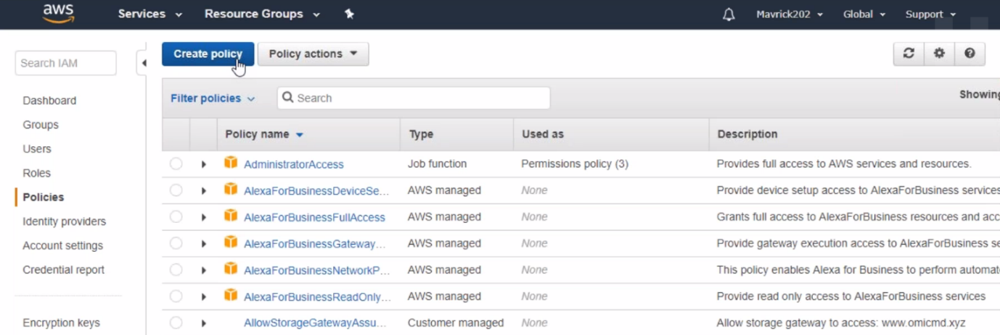 aws Services Resource Groups Mavrick202 Global Support
Search IAM
Create policy Policy actions
Filter policies Search Showing
Dashboard
Groups
Users
Roles
Policies
Identity providers
Account settings
Credential report
Encryption keys
Policy name Type Used as Description
AdministratorAccess Job function Permissions policy (3) Provides full access to AWS services and resources.
AlexaForBusinessDeviceSe... AWS managed None Provide device setup access to AlexaForBusiness services
AlexaForBusinessFullAccess AWS managed None Grants full access to AlexaForBusiness resources and acc
AlexaForBusinessGateway... AWS managed None Provide gateway execution access to AlexaForBusiness se
AlexaForBusinessNetworkP... AWS managed None This policy enables Alexa for Business to perform automat
AlexaForBusinessReadOnly... AWS managed None Provide read only access to AlexaForBusiness services
AllowStorageGatewayAssu... Customer managed None Allow storage gateway to access: www.omicmd.xyz